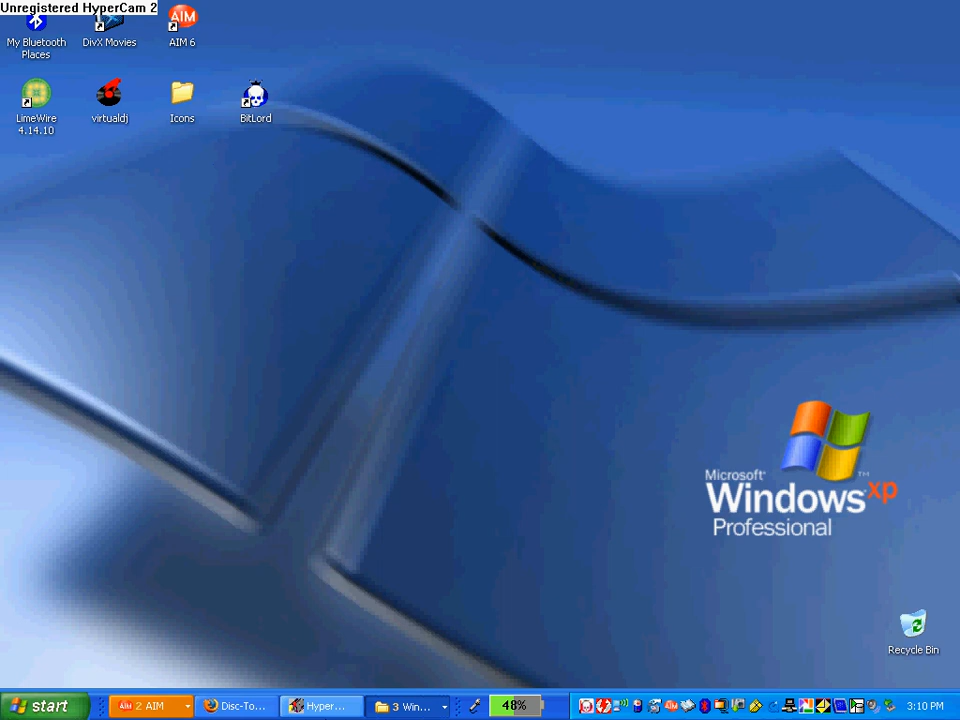 Unregistered HyperCam 2
My Bluetooth Places
DivX Movies
AIM 6
LimeWire 4.14.10
virtualdj
Icons
BitLord
Microsoft®
Windows xp
Professional
Recycle Bin
start
AIM 2 AIM
Disc-To...
Hyper...
3 Win...
48%
3:10 PM